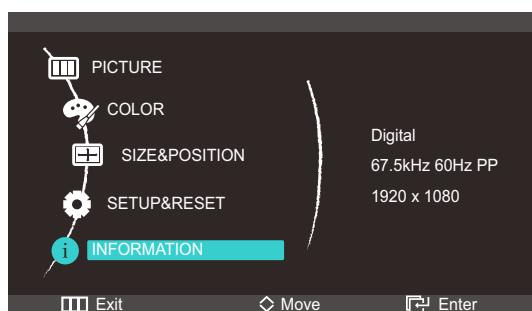 PICTURE
COLOR
SIZE&POSITION
SETUP&RESET
i INFORMATION
Digital
67.5kHz 60Hz PP
1920 x 1080
Exit Move Enter